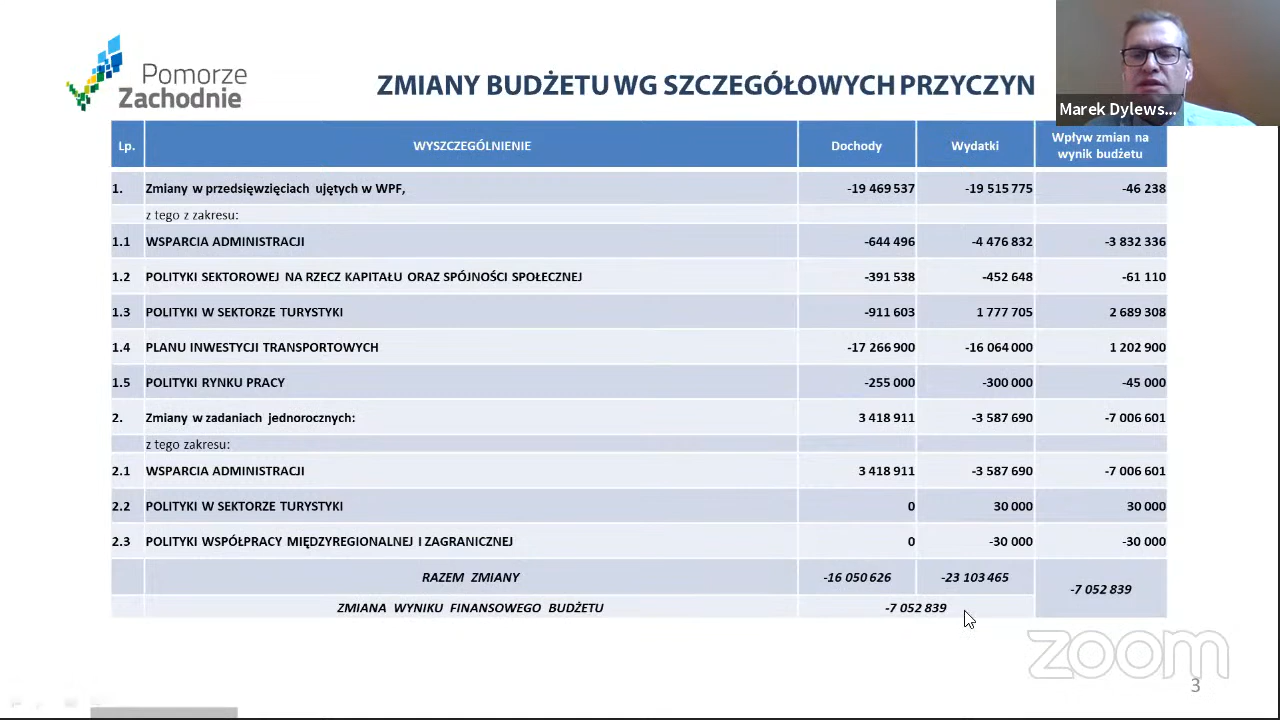 Pomorze
Zachodnie
ZMIANY BUDŻETU WG SZCZEGÓŁOWYCH PRZYCZYN
Marek Dylews...
Lp. WYSZCZEGÓLNIENIE Dochody Wydatki Wpływ zmian na wynik budżetu
1. Zmiany w przedsięwzięciach ujętych w WPF, -19 469 537 -19 515 775 -46 238
z tego z zakresu:
1.1 WSPARCIA ADMINISTRACJI -644 496 -4 476 832 -3 832 336
1.2 POLITYKI SEKTOROWEJ NA RZECZ KAPITAŁU ORAZ SPÓJNOŚCI SPOŁECZNEJ -391 538 -452 648 -61 110
1.3 POLITYKI W SEKTORZE TURYSTYKI -911 603 1 777 705 2 689 308
1.4 PLANU INWESTYCJI TRANSPORTOWYCH -17 266 900 -16 064 000 1 202 900
1.5 POLITYKI RYNKU PRACY -255 000 -300 000 -45 000
2. Zmiany w zadaniach jednorocznych: 3 418 911 -3 587 690 -7 006 601
z tego zakresu:
2.1 WSPARCIA ADMINISTRACJI 3 418 911 -3 587 690 -7 006 601
2.2 POLITYKI W SEKTORZE TURYSTYKI 0 30 000 30 000
2.3 POLITYKI WSPÓŁPRACY MIĘDZYREGIONALNEJ I ZAGRANICZNEJ 0 -30 000 -30 000
RAZEM ZMIANY -16 050 626 -23 103 465 -7 052 839
ZMIANA WYNIKU FINANSOWEGO BUDŻETU -7 052 839
zoom
3